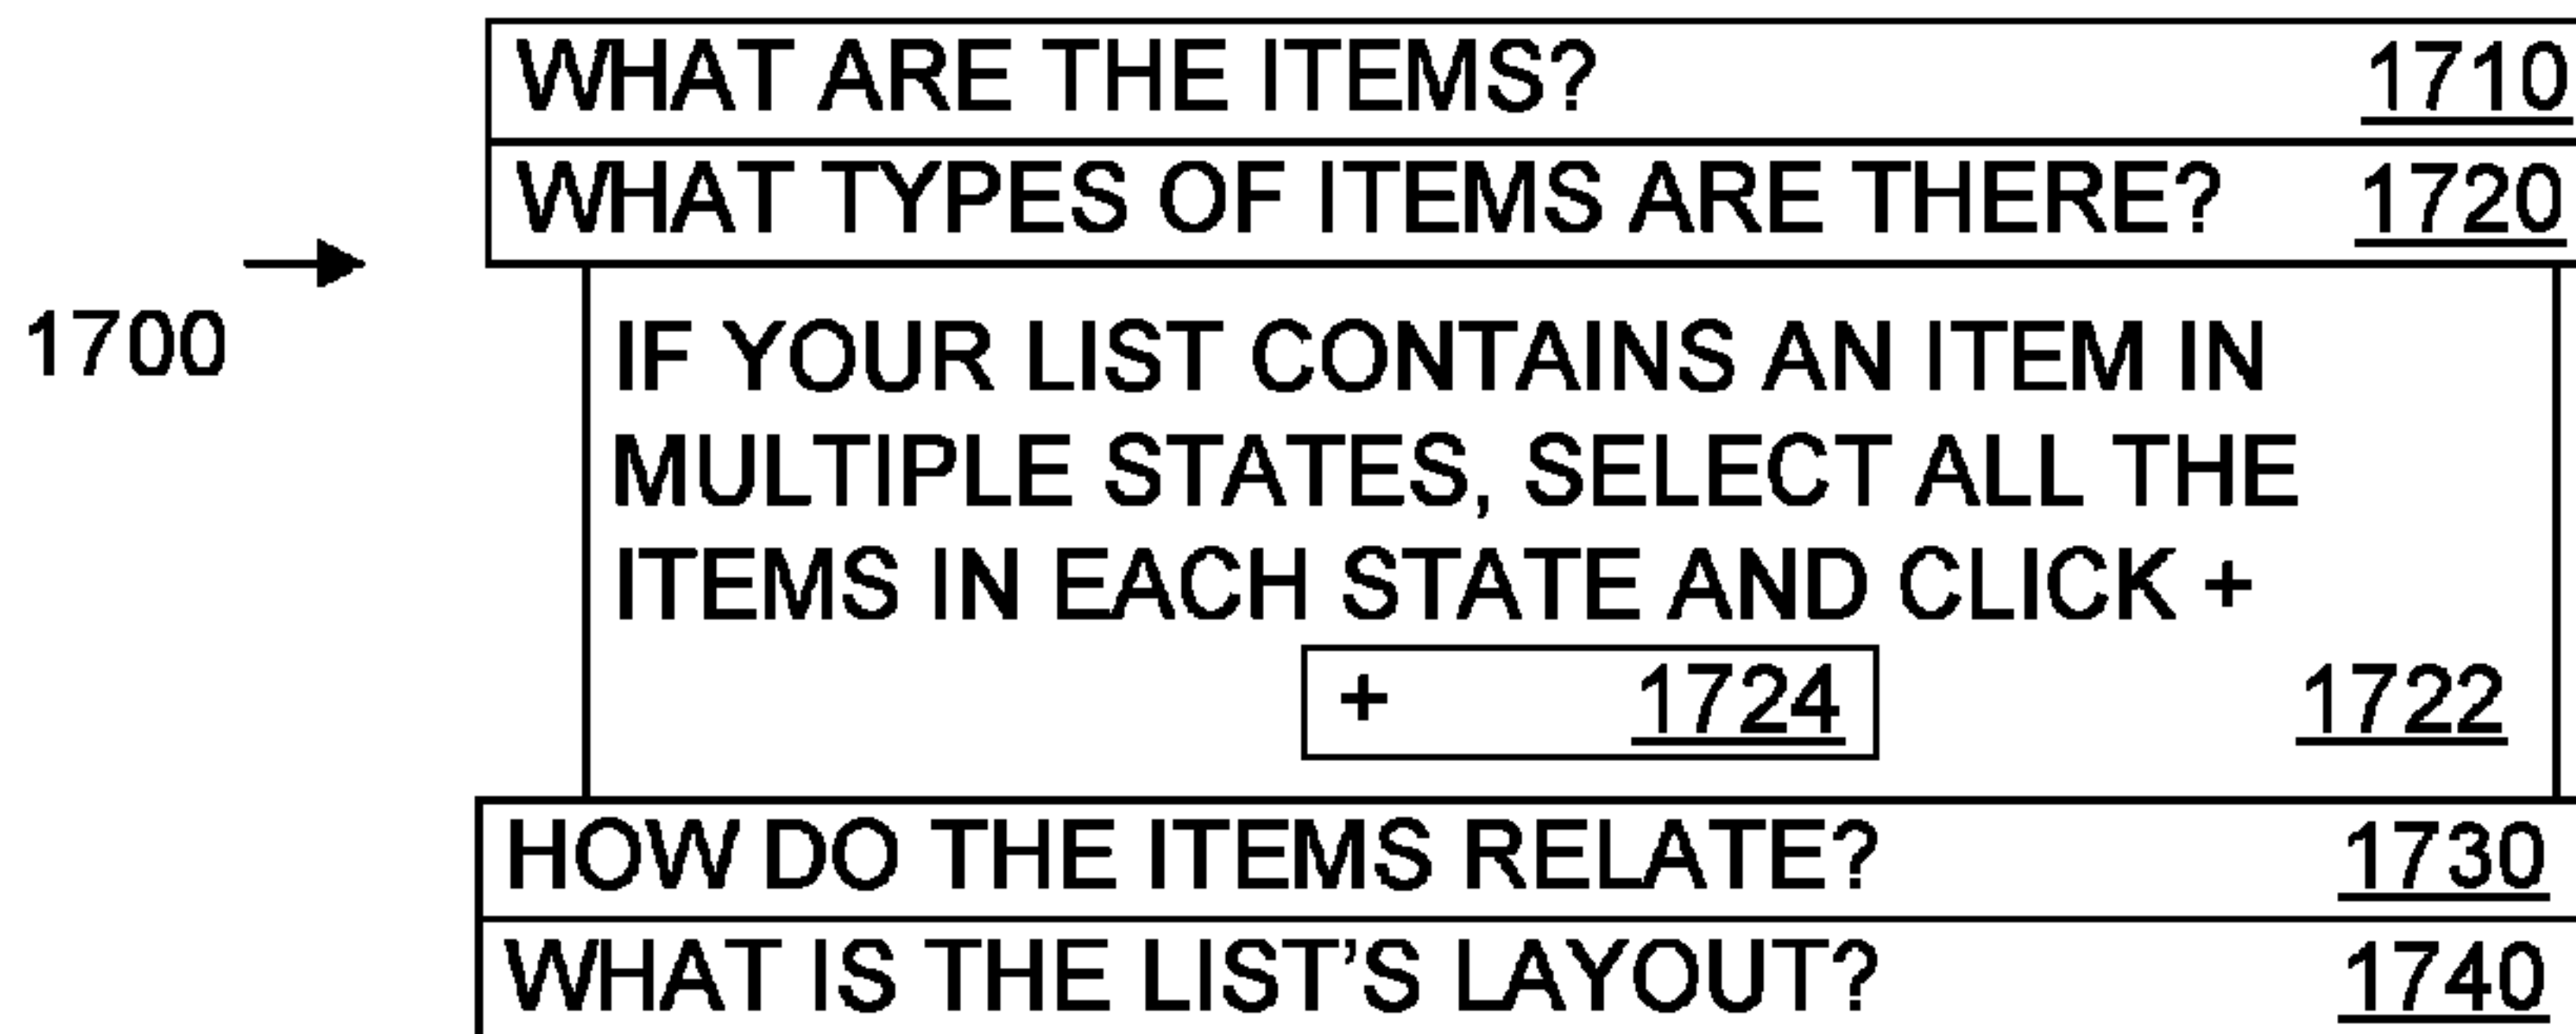 WHAT ARE THE ITEMS? 1710
WHAT TYPES OF ITEMS ARE THERE? 1720
1700
IF YOUR LIST CONTAINS AN ITEM IN
MULTIPLE STATES, SELECT ALL THE
ITEMS IN EACH STATE AND CLICK +
+ 1724 1722
HOW DO THE ITEMS RELATE? 1730
WHAT IS THE LIST'S LAYOUT? 1740